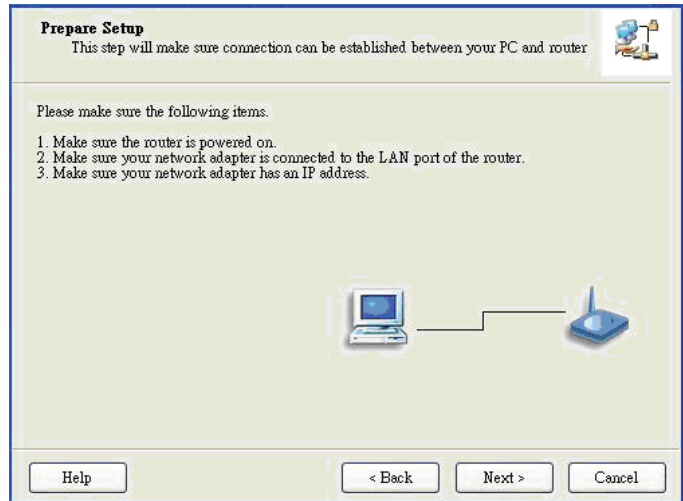 Prepare Setup
This step will make sure connection can be established between your PC and router
Please make sure the following items.
1. Make sure the router is powered on.
2. Make sure your network adapter is connected to the LAN port of the router.
3. Make sure your network adapter has an IP address.
Help
< Back
Next >
Cancel